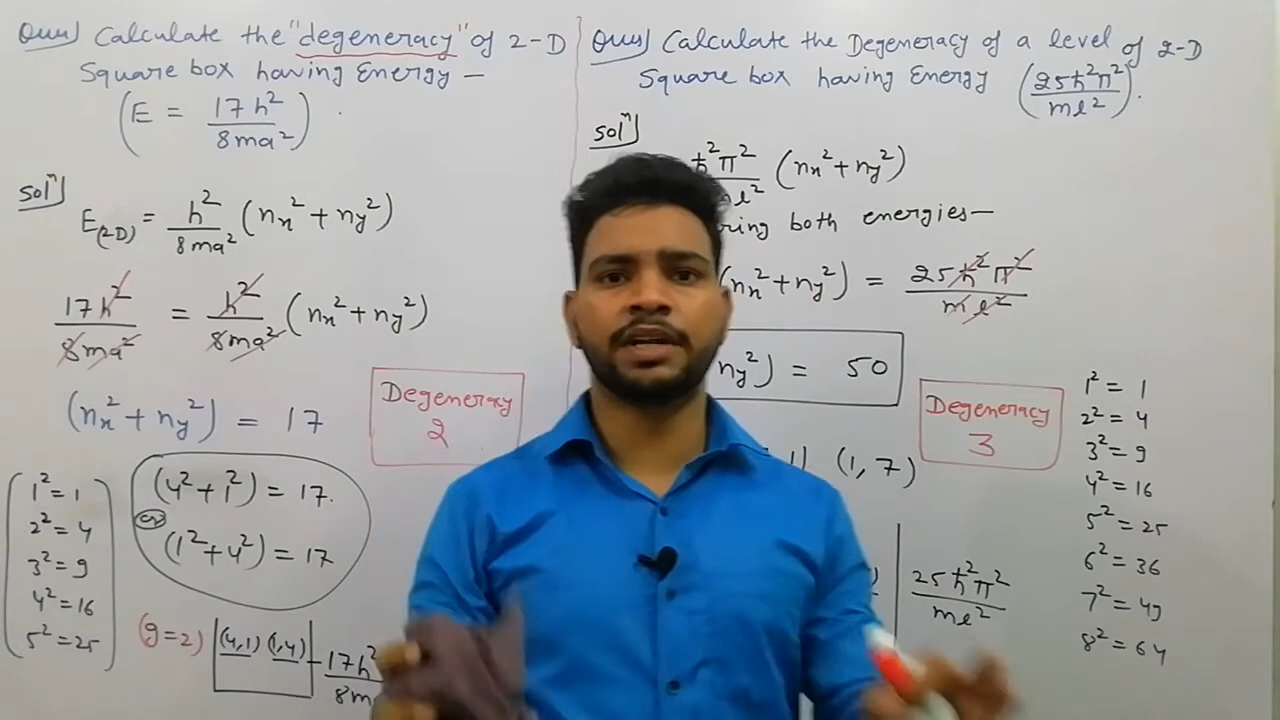 Ques) Calculate the "degeneracy" of 2-D
Square box having Energy —
(E = 17h²/8ma²)
Solⁿ)
E(2D) = h²/8ma² (nx² + ny²)
17h²/8ma² = h²/8ma² (nx² + ny²)
(nx² + ny²) = 17
Degeneracy
2
1² = 1
2² = 4
3² = 9
4² = 16
5² = 25
(4² + 1²) = 17.
or
(1² + 4²) = 17
(g = 2)
(4,1) (1,4)
17h²
8m
Ques) Calculate the Degeneracy of a level of 2-D
Square box having Energy (25ħ²π²/ml²).
Solⁿ)
ħ²π² (nx² + ny²)
both energies—
(nx² + ny²) = 25ħ²π²/ml²
ny²) = 50
Degeneracy
3
(1, 7)
25ħ²π²/ml²
1² = 1
2² = 4
3² = 9
4² = 16
5² = 25
6² = 36
7² = 49
8² = 64